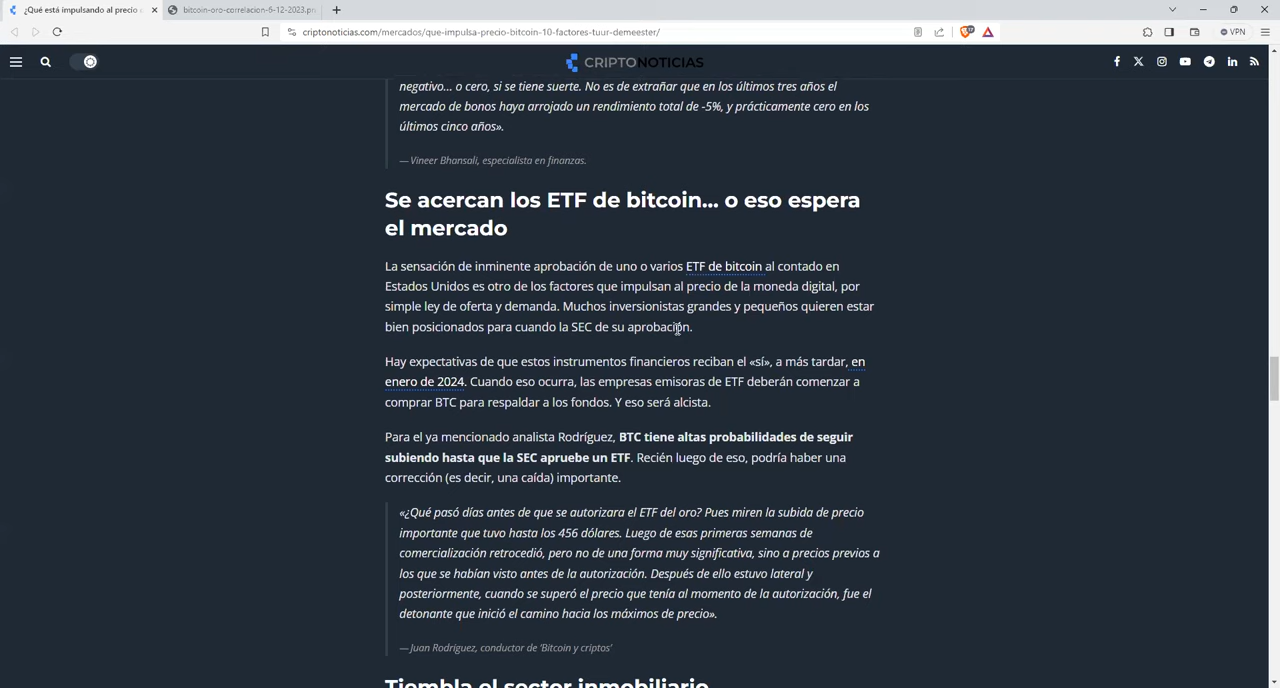 ¿Qué está impulsando al precio
bitcoin-oro-correlacion-6-12-2023.pn
criptonoticias.com/mercados/que-impulsa-precio-bitcoin-10-factores-tuur-demeester/
VPN
CRIPTONOTICIAS
negativo... o cero, si se tiene suerte. No es de extrañar que en los últimos tres años el
mercado de bonos haya arrojado un rendimiento total de -5%, y prácticamente cero en los
últimos cinco años».
— Vineer Bhansali, especialista en finanzas.
Se acercan los ETF de bitcoin… o eso espera
el mercado
La sensación de inminente aprobación de uno o varios ETF de bitcoin al contado en
Estados Unidos es otro de los factores que impulsan al precio de la moneda digital, por
simple ley de oferta y demanda. Muchos inversionistas grandes y pequeños quieren estar
bien posicionados para cuando la SEC de su aprobación.
Hay expectativas de que estos instrumentos financieros reciban el «sí», a más tardar, en
enero de 2024. Cuando eso ocurra, las empresas emisoras de ETF deberán comenzar a
comprar BTC para respaldar a los fondos. Y eso será alcista.
Para el ya mencionado analista Rodríguez, BTC tiene altas probabilidades de seguir
subiendo hasta que la SEC apruebe un ETF. Recién luego de eso, podría haber una
corrección (es decir, una caída) importante.
«¿Qué pasó días antes de que se autorizara el ETF del oro? Pues miren la subida de precio
importante que tuvo hasta los 456 dólares. Luego de esas primeras semanas de
comercialización retrocedió, pero no de una forma muy significativa, sino a precios previos a
los que se habían visto antes de la autorización. Después de ello estuvo lateral y
posteriormente, cuando se superó el precio que tenía al momento de la autorización, fue el
detonante que inició el camino hacia los máximos de precio».
— Juan Rodríguez, conductor de 'Bitcoin y criptos'
Tiembla el sector inmobiliario